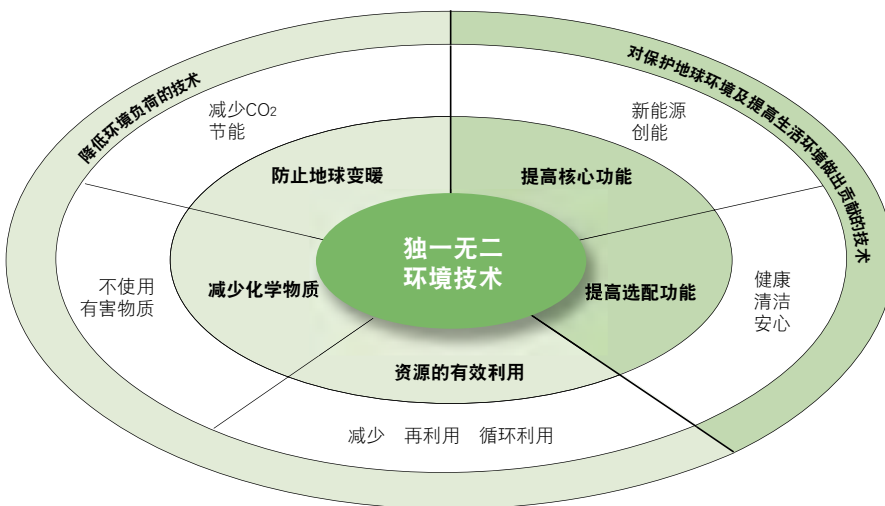 降低环境负荷的技术
对保护地球环境及提高生活环境做出贡献的技术
减少CO₂
节能
新能源
创能
防止地球变暖
提高核心功能
独一无二
环境技术
不使用
有害物质
减少化学物质
提高选配功能
健康
清洁
安心
资源的有效利用
减少 再利用 循环利用